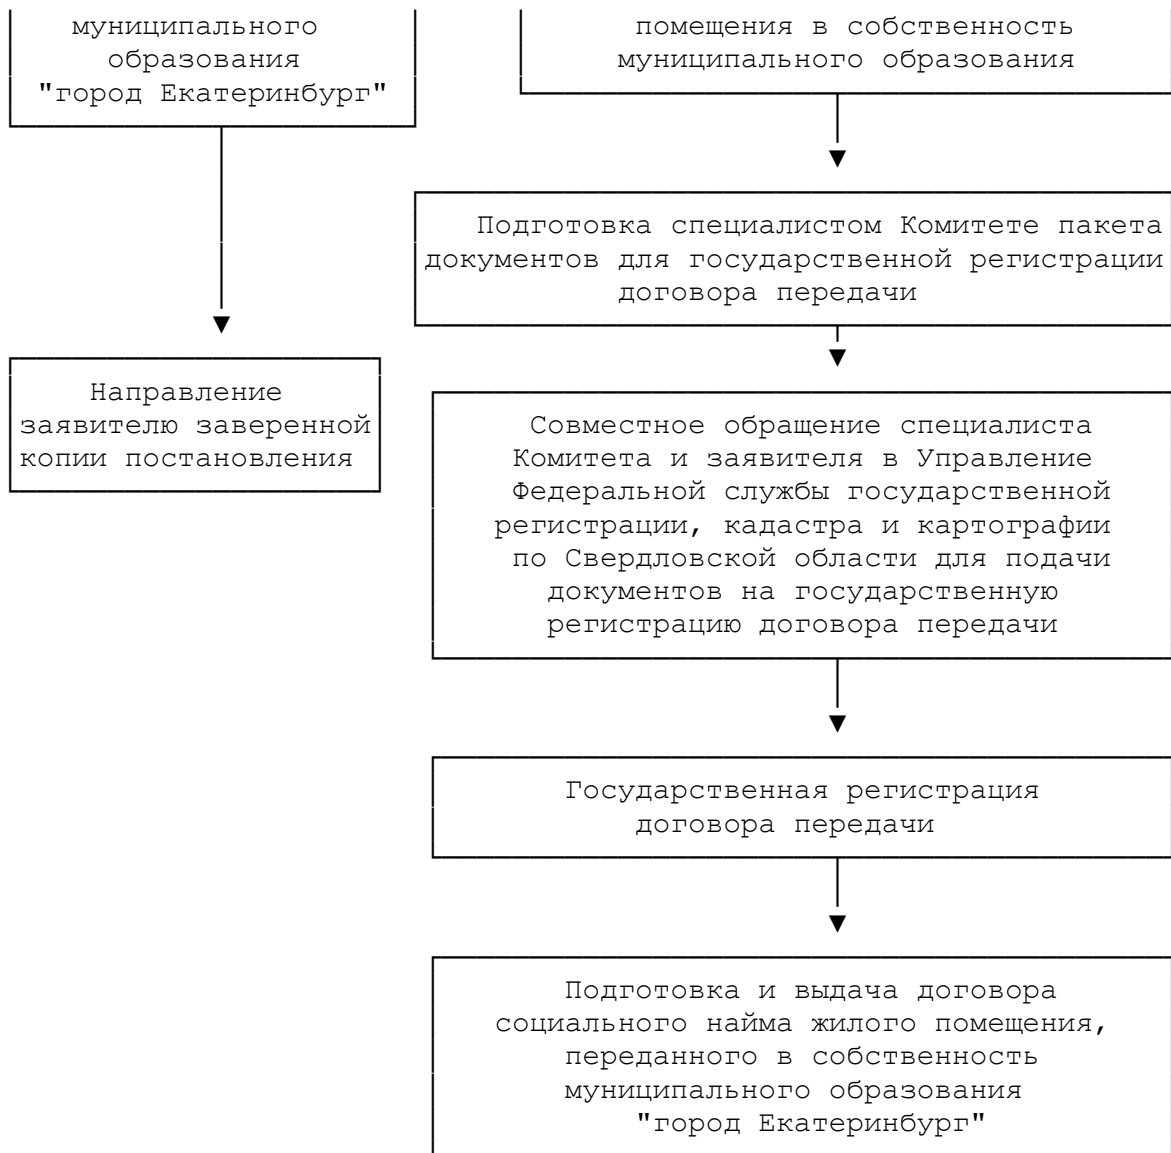 муниципального
образования
"город Екатеринбург"
помещения в собственность
муниципального образования
Подготовка специалистом Комитете пакета
документов для государственной регистрации
договора передачи
Направление
заявителю заверенной
копии постановления
Совместное обращение специалиста
Комитета и заявителя в Управление
Федеральной службы государственной
регистрации, кадастра и картографии
по Свердловской области для подачи
документов на государственную
регистрацию договора передачи
Государственная регистрация
договора передачи
Подготовка и выдача договора
социального найма жилого помещения,
переданного в собственность
муниципального образования
"город Екатеринбург"